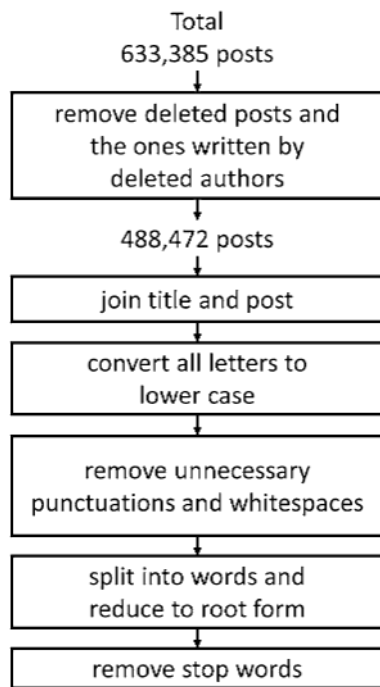 Total
633,385 posts
remove deleted posts and
the ones written by
deleted authors
488,472 posts
join title and post
convert all letters to
lower case
remove unnecessary
punctuations and whitespaces
split into words and
reduce to root form
remove stop words